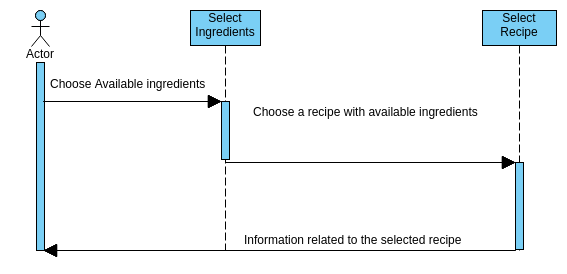 Select
Ingredients
Select
Recipe
Actor
Choose Available ingredients
Choose a recipe with available ingredients
Information related to the selected recipe